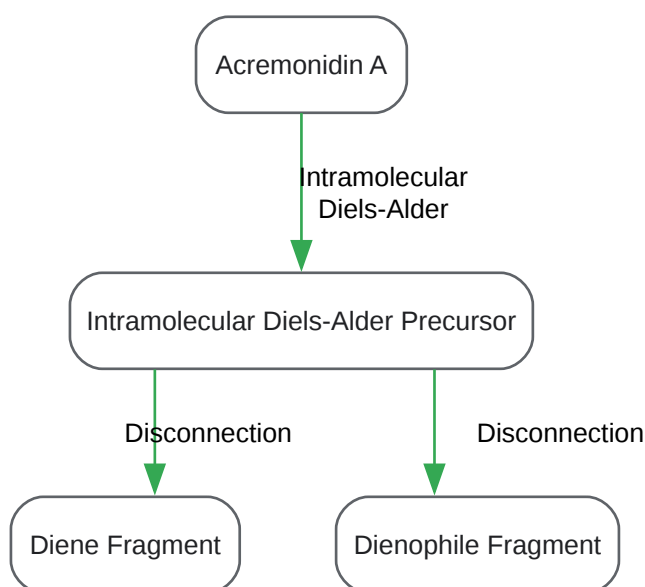 Acremonidin A
Intramolecular
Diels-Alder
Intramolecular Diels-Alder Precursor
Disconnection
Disconnection
Diene Fragment
Dienophile Fragment